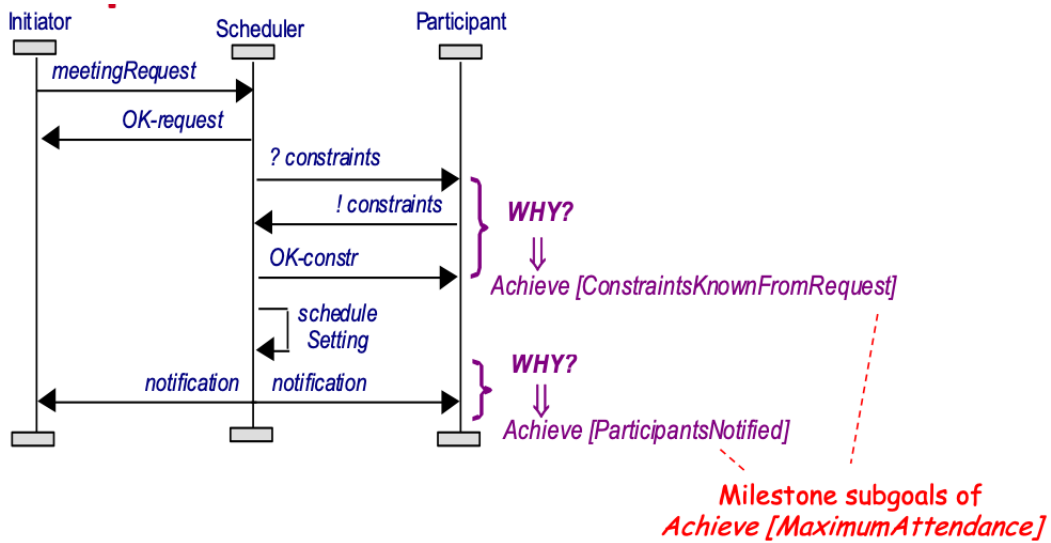 Initiator
Scheduler
Participant
meetingRequest
OK-request
? constraints
! constraints
WHY?
OK-constr
Achieve [ConstraintsKnownFromRequest]
schedule
Setting
WHY?
notification
notification
Achieve [ParticipantsNotified]
Milestone subgoals of
Achieve [MaximumAttendance]